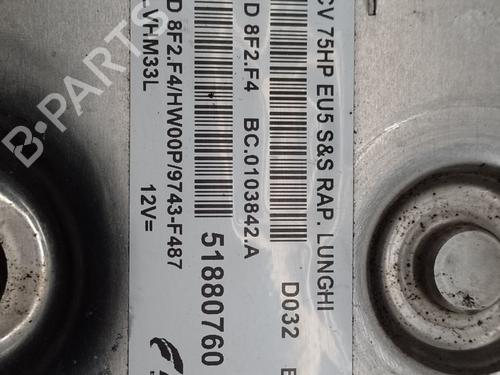 CV 75HP EU5 S&S RAP. LUNGHI
D032
D 8F2.F4 BC.0103842.A
51880760
D 8F2.F4/HW00P/9743-F487
VHM33L 12V=
B-PARTS